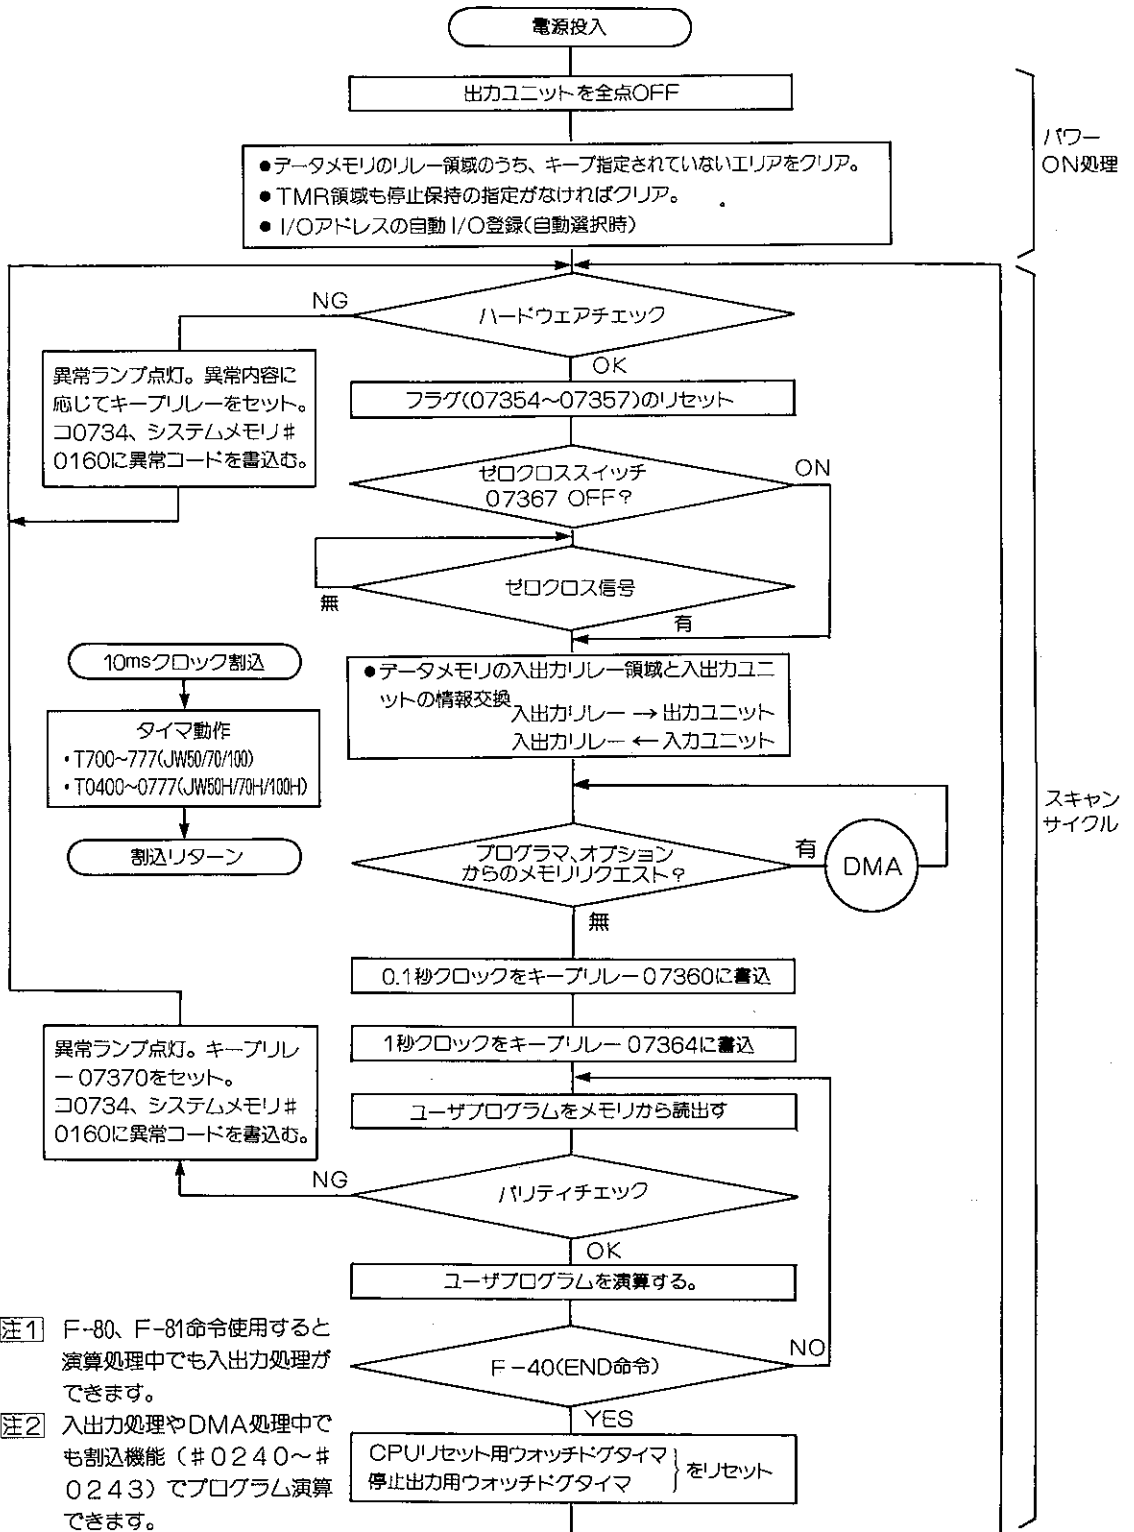 電源投入
出力ユニットを全点OFF
●データメモリのリレー領域のうち、キープ指定されていないエリアをクリア。
●TMR領域も停止保持の指定がなければクリア。
●I/Oアドレスの自動I/O登録(自動選択時)
パワー
ON処理
ハードウェアチェック
NG
OK
異常ランプ点灯。異常内容に
応じてキープリレーをセット。
コ0734、システムメモリ#
0160に異常コードを書込む。
フラグ(07354~07357)のリセット
ゼロクロススイッチ
07367 OFF?
ON
ゼロクロス信号
無
有
10msクロック割込
タイマ動作
・T700~777(JW50/70/100)
・T0400~0777(JW50H/70H/100H)
割込リターン
●データメモリの入出力リレー領域と入出力ユニ
ットの情報交換
入出力リレー → 出力ユニット
入出力リレー ← 入力ユニット
プログラマ、オプション
からのメモリリクエスト?
有
DMA
無
スキャン
サイクル
0.1秒クロックをキープリレー07360に書込
1秒クロックをキープリレー07364に書込
異常ランプ点灯。キープリレ
ー07370をセット。
コ0734、システムメモリ#
0160に異常コードを書込む。
ユーザプログラムをメモリから読出す
パリティチェック
NG
OK
ユーザプログラムを演算する。
F-40(END命令)
NO
YES
CPUリセット用ウォッチドグタイマ
停止出力用ウォッチドグタイマ
をリセット
注1 F-80、F-81命令使用すると
演算処理中でも入出力処理が
できます。
注2 入出力処理やDMA処理中で
も割込機能(#0240~#
0243)でプログラム演算
できます。